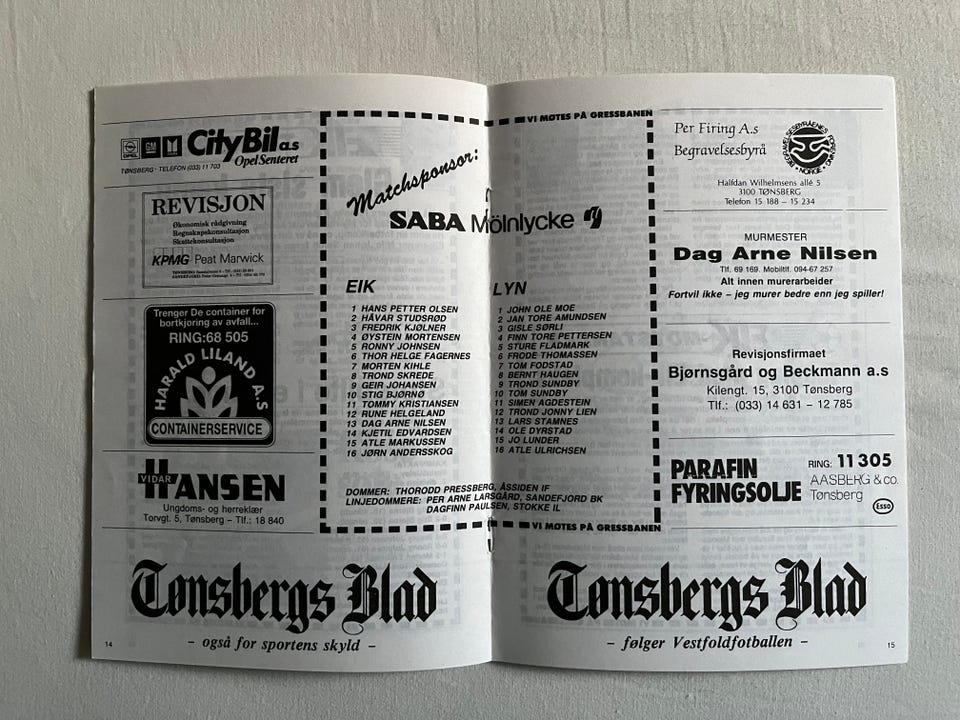 OPEL GM CityBil a.s
Opel Senteret
TØNSBERG - TELEFON (033) 11 703
REVISJON
Økonomisk rådgivning
Regnskapskonsultasjon
Skattekonsultasjon
KPMG Peat Marwick
Trenger De container for
bortkjøring av avfall...
RING:68 505
HARALD LILAND A.S
CONTAINERSERVICE
VIDAR
HANSEN
Ungdoms- og herreklær
Torvgt. 5, Tønsberg – Tlf.: 18 840
VI MØTES PÅ GRESSBANEN
Matchsponsor:
SABA Mölnlycke
EIK
1 HANS PETTER OLSEN
2 HÅVAR STUDSRØD
3 FREDRIK KJØLNER
4 ØYSTEIN MORTENSEN
5 RONNY JOHNSEN
6 THOR HELGE FAGERNES
7 MORTEN KIHLE
8 TROND SKREDE
9 GEIR JOHANSEN
10 STIG BJØRNØ
11 TOMMY KRISTIANSEN
12 RUNE HELGELAND
13 DAG ARNE NILSEN
14 KJETIL EDVARDSEN
15 ATLE MARKUSSEN
16 JØRN ANDERSSKOG
LYN
1 JOHN OLE MOE
2 JAN TORE AMUNDSEN
3 GISLE SØRLI
4 FINN TORE PETTERSEN
5 STURE FLADMARK
6 FRODE THOMASSEN
7 TOM FODSTAD
8 BERNT HAUGEN
9 TROND SUNDBY
10 TOM SUNDBY
11 SIMEN AGDESTEIN
12 TROND JONNY LIEN
13 LARS STAMNES
14 OLE DYRSTAD
15 JO LUNDER
16 ATLE ULRICHSEN
DOMMER: THORODD PRESSBERG, ÅSSIDEN IF
LINJEDOMMERE: PER ARNE LARSGÅRD, SANDEFJORD BK
DAGFINN PAULSEN, STOKKE IL
VI MØTES PÅ GRESSBANEN
Tønsbergs Blad
– også for sportens skyld –
14
Per Firing A.s
Begravelsesbyrå
BEGRAVELSESBYRÅENES FORENING
NORGE
Halfdan Wilhelmsens allé 5
3100 TØNSBERG
Telefon 15 188 – 15 234
MURMESTER
Dag Arne Nilsen
Tlf. 69 169. Mobiltlf. 094-67 257
Alt innen murerarbeider
Fortvil ikke – jeg murer bedre enn jeg spiller!
Revisjonsfirmaet
Bjørnsgård og Beckmann a.s
Kilengt. 15, 3100 Tønsberg
Tlf.: (033) 14 631 – 12 785
PARAFIN
FYRINGSOLJE
RING: 11 305
AASBERG & CO.
Tønsberg
Esso
Tønsbergs Blad
– følger Vestfoldfotballen –
15